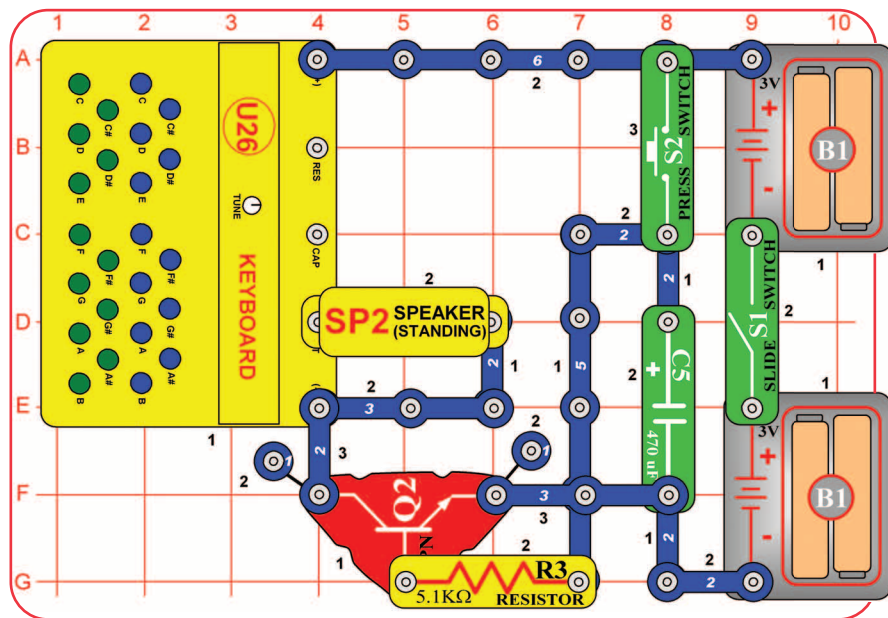 1 2 3 4 5 6 7 8 9 10
A
B
C
D
E
F
G
U26
KEYBOARD
TUNE
C
C#
D
D#
E
F
F#
G
G#
A
A#
B
C
C#
D
D#
E
F
F#
G
G#
A
A#
B
RES
CAP
6
2
3
S2
PRESS SWITCH
3V
+
-
B1
1
2
2
2
1
SP2 SPEAKER
(STANDING)
2
2
1
1
5
2
+
C5
470 uF
S1
SLIDE SWITCH
2
2
3
1
2
3
1
2
2
1
Q2
1
3
3
1
2
2
2
1
3V
+
-
B1
R3
5.1KΩ
RESISTOR
2